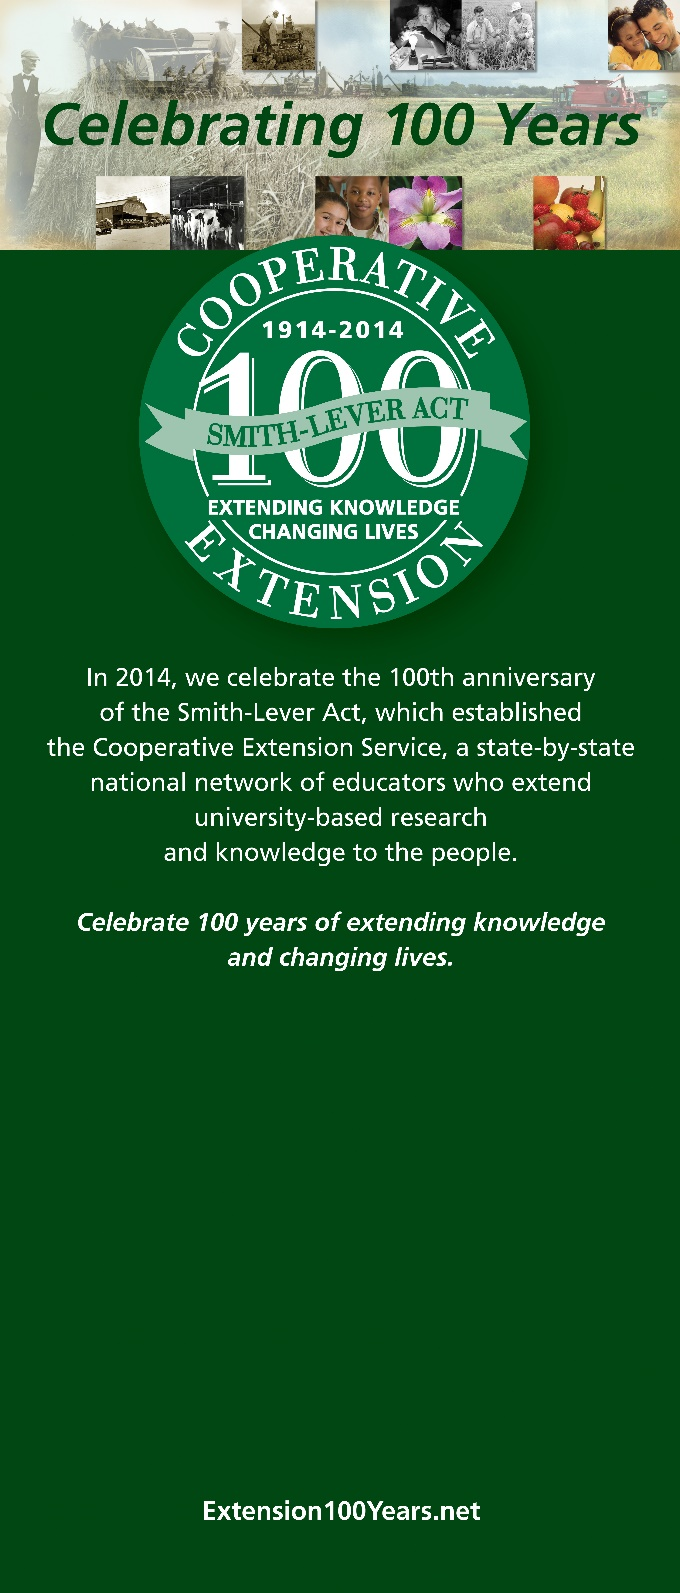 Celebrating 100 Years
COOPERATIVE
1914-2014
100
SMITH-LEVER ACT
EXTENDING KNOWLEDGE
CHANGING LIVES
EXTENSION
In 2014, we celebrate the 100th anniversary
of the Smith-Lever Act, which established
the Cooperative Extension Service, a state-by-state
national network of educators who extend
university-based research
and knowledge to the people.
Celebrate 100 years of extending knowledge
and changing lives.
Extension100Years.net